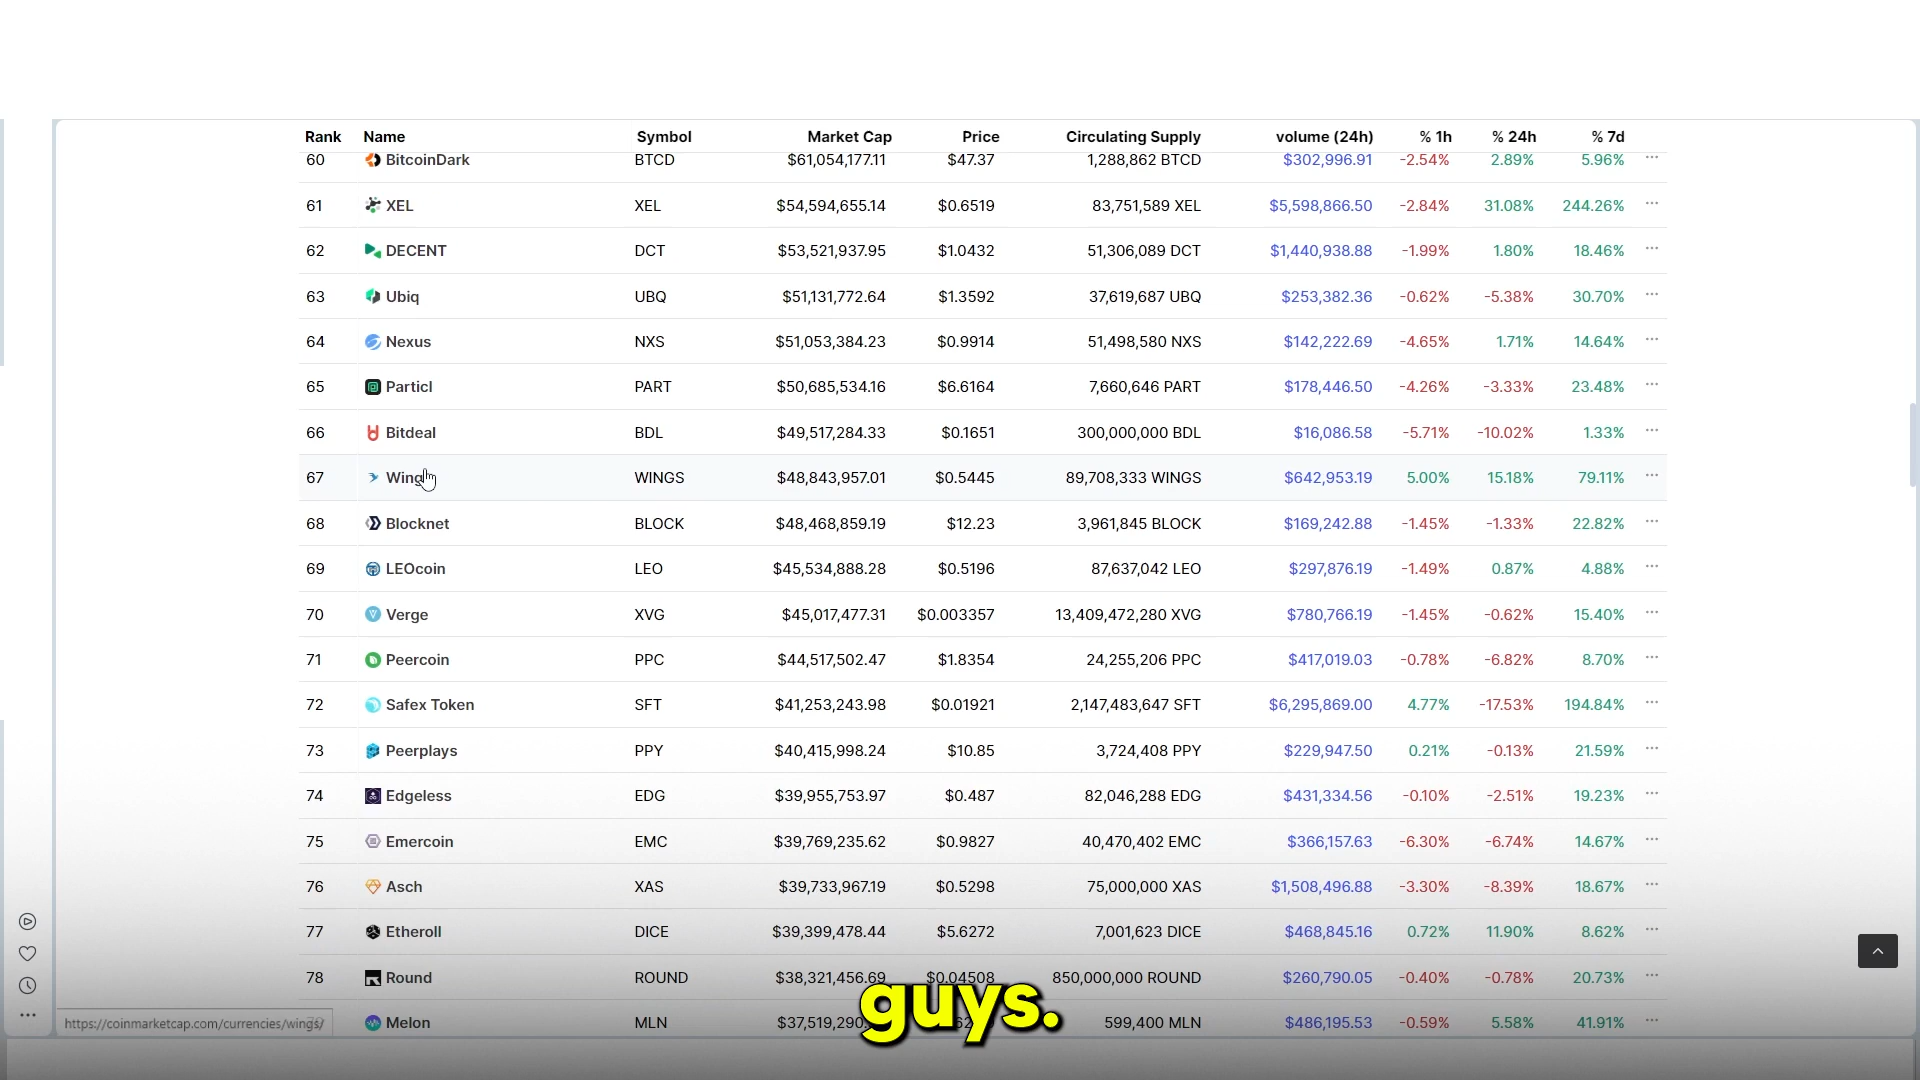 Rank Name Symbol Market Cap Price Circulating Supply volume (24h) % 1h % 24h % 7d
60 BitcoinDark BTCD $61,054,177.11 $47.37 1,288,862 BTCD $302,996.91 -2.54% 2.89% 5.96% ...
61 XEL XEL $54,594,655.14 $0.6519 83,751,589 XEL $5,598,866.50 -2.84% 31.08% 244.26% ...
62 DECENT DCT $53,521,937.95 $1.0432 51,306,089 DCT $1,440,938.88 -1.99% 1.80% 18.46% ...
63 Ubiq UBQ $51,131,772.64 $1.3592 37,619,687 UBQ $253,382.36 -0.62% -5.38% 30.70% ...
64 Nexus NXS $51,053,384.23 $0.9914 51,498,580 NXS $142,222.69 -4.65% 1.71% 14.64% ...
65 Particl PART $50,685,534.16 $6.6164 7,660,646 PART $178,446.50 -4.26% -3.33% 23.48% ...
66 Bitdeal BDL $49,517,284.33 $0.1651 300,000,000 BDL $16,086.58 -5.71% -10.02% 1.33% ...
67 WINGS $48,843,957.01 $0.5445 89,708,333 WINGS $642,953.19 5.00% 15.18% 79.11% ...
68 Blocknet BLOCK $48,468,859.19 $12.23 3,961,845 BLOCK $169,242.88 -1.45% -1.33% 22.82% ...
69 LEOcoin LEO $45,534,888.28 $0.5196 87,637,042 LEO $297,876.19 -1.49% 0.87% 4.88% ...
70 Verge XVG $45,017,477.31 $0.003357 13,409,472,280 XVG $780,766.19 -1.45% -0.62% 15.40% ...
71 Peercoin PPC $44,517,502.47 $1.8354 24,255,206 PPC $417,019.03 -0.78% -6.82% 8.70% ...
72 Safex Token SFT $41,253,243.98 $0.01921 2,147,483,647 SFT $6,295,869.00 4.77% -17.53% 194.84% ...
73 Peerplays PPY $40,415,998.24 $10.85 3,724,408 PPY $229,947.50 0.21% -0.13% 21.59% ...
74 Edgeless EDG $39,955,753.97 $0.487 82,046,288 EDG $431,334.56 -0.10% -2.51% 19.23% ...
75 Emercoin EMC $39,769,235.62 $0.9827 40,470,402 EMC $366,157.63 -6.30% -6.74% 14.67% ...
76 Asch XAS $39,733,967.19 $0.5298 75,000,000 XAS $1,508,496.88 -3.30% -8.39% 18.67% ...
77 Etheroll DICE $39,399,478.44 $5.6272 7,001,623 DICE $468,845.16 0.72% 11.90% 8.62% ...
78 Round ROUND $38,321,456.69 $0.04508 850,000,000 ROUND $260,790.05 -0.40% -0.78% 20.73% ...
Melon MLN 599,400 MLN $486,195.53 -0.59% 5.58% 41.91% ...
https://coinmarketcap.com/currencies/wings/
guys.